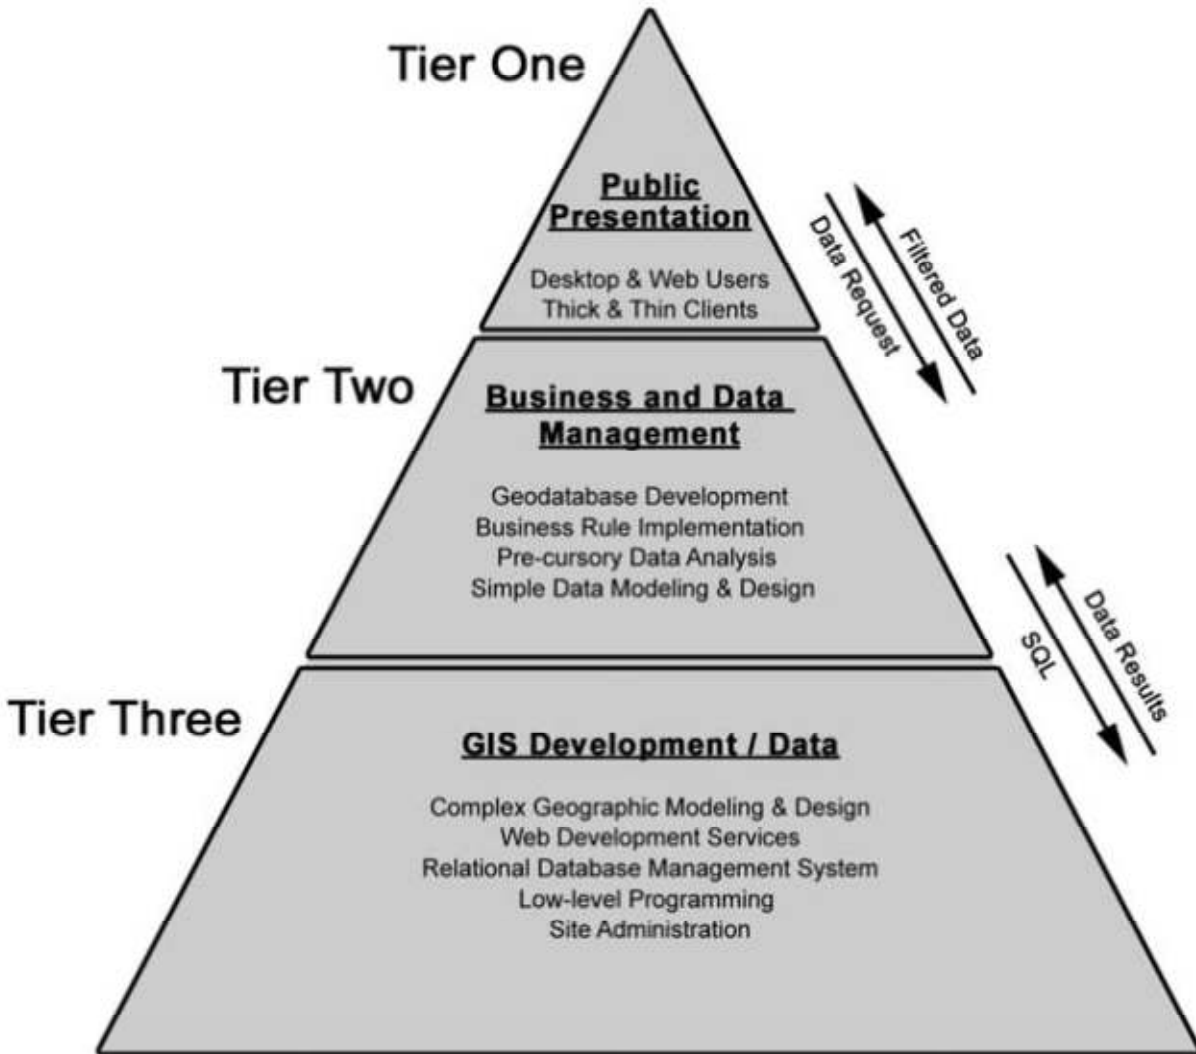 Tier One
Public
Presentation
Desktop & Web Users
Thick & Thin Clients
Data Request
Filtered Data
Tier Two
Business and Data
Management
Geodatabase Development
Business Rule Implementation
Pre-cursory Data Analysis
Simple Data Modeling & Design
SQL
Data Results
Tier Three
GIS Development / Data
Complex Geographic Modeling & Design
Web Development Services
Relational Database Management System
Low-level Programming
Site Administration